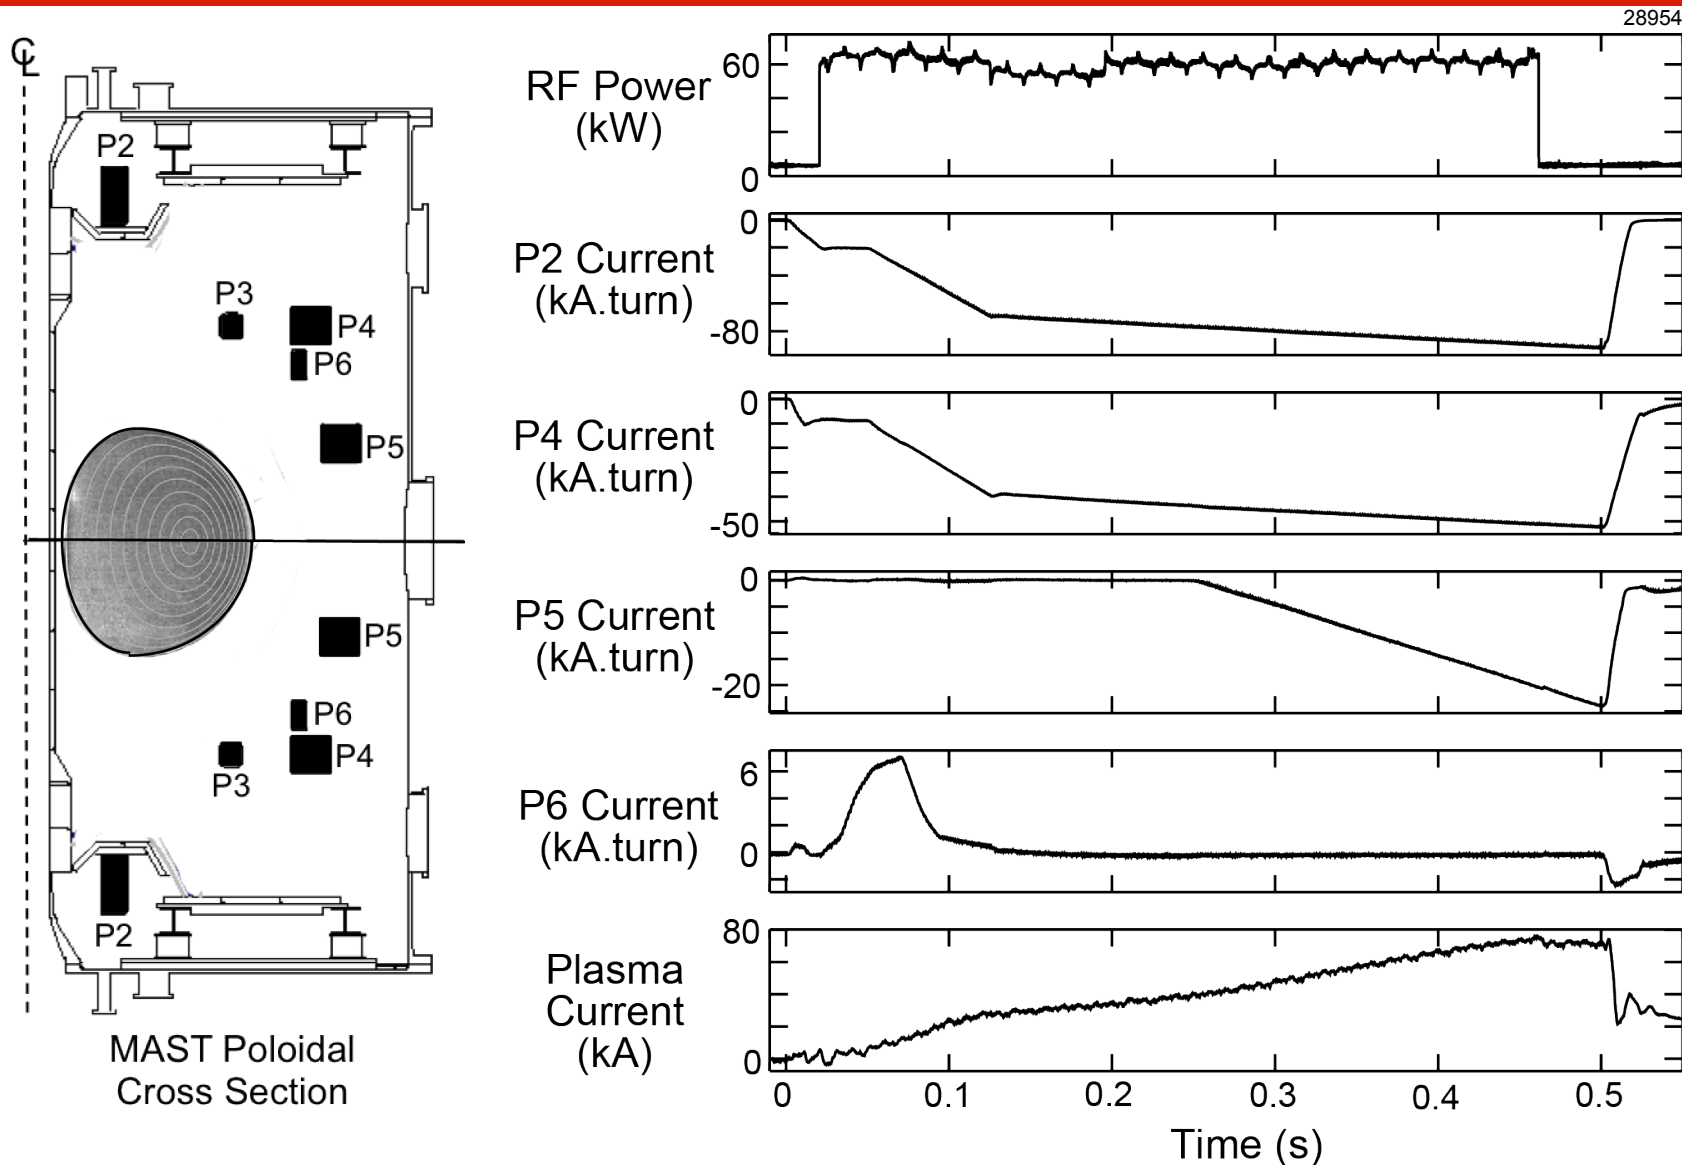 28954
℄
P2
P3
P4
P6
P5
P5
P6
P4
P3
P2
MAST Poloidal
Cross Section
RF Power
(kW)
60
0
P2 Current
(kA.turn)
0
-80
P4 Current
(kA.turn)
0
-50
P5 Current
(kA.turn)
0
-20
P6 Current
(kA.turn)
6
0
Plasma
Current
(kA)
80
0
0 0.1 0.2 0.3 0.4 0.5
Time (s)